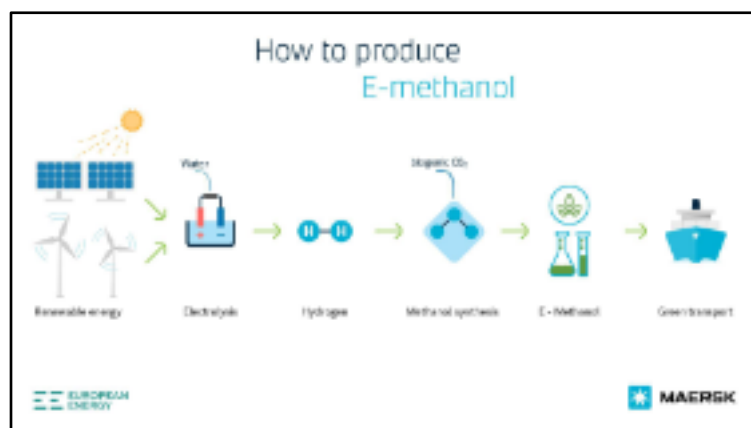 How to produce
E-methanol
Water
Biogenic CO₂
H H
Renewable energy
Electrolysis
Hydrogen
Methanol synthesis
E - Methanol
Green transport
EUROPEAN
ENERGY
MAERSK